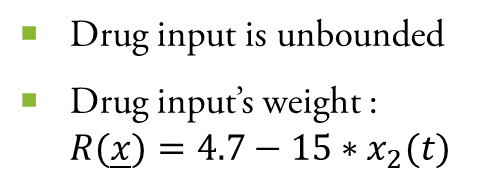 Drug input is unbounded
Drug input's weight :
R(x̲) = 4.7 − 15 ∗ x₂(t)